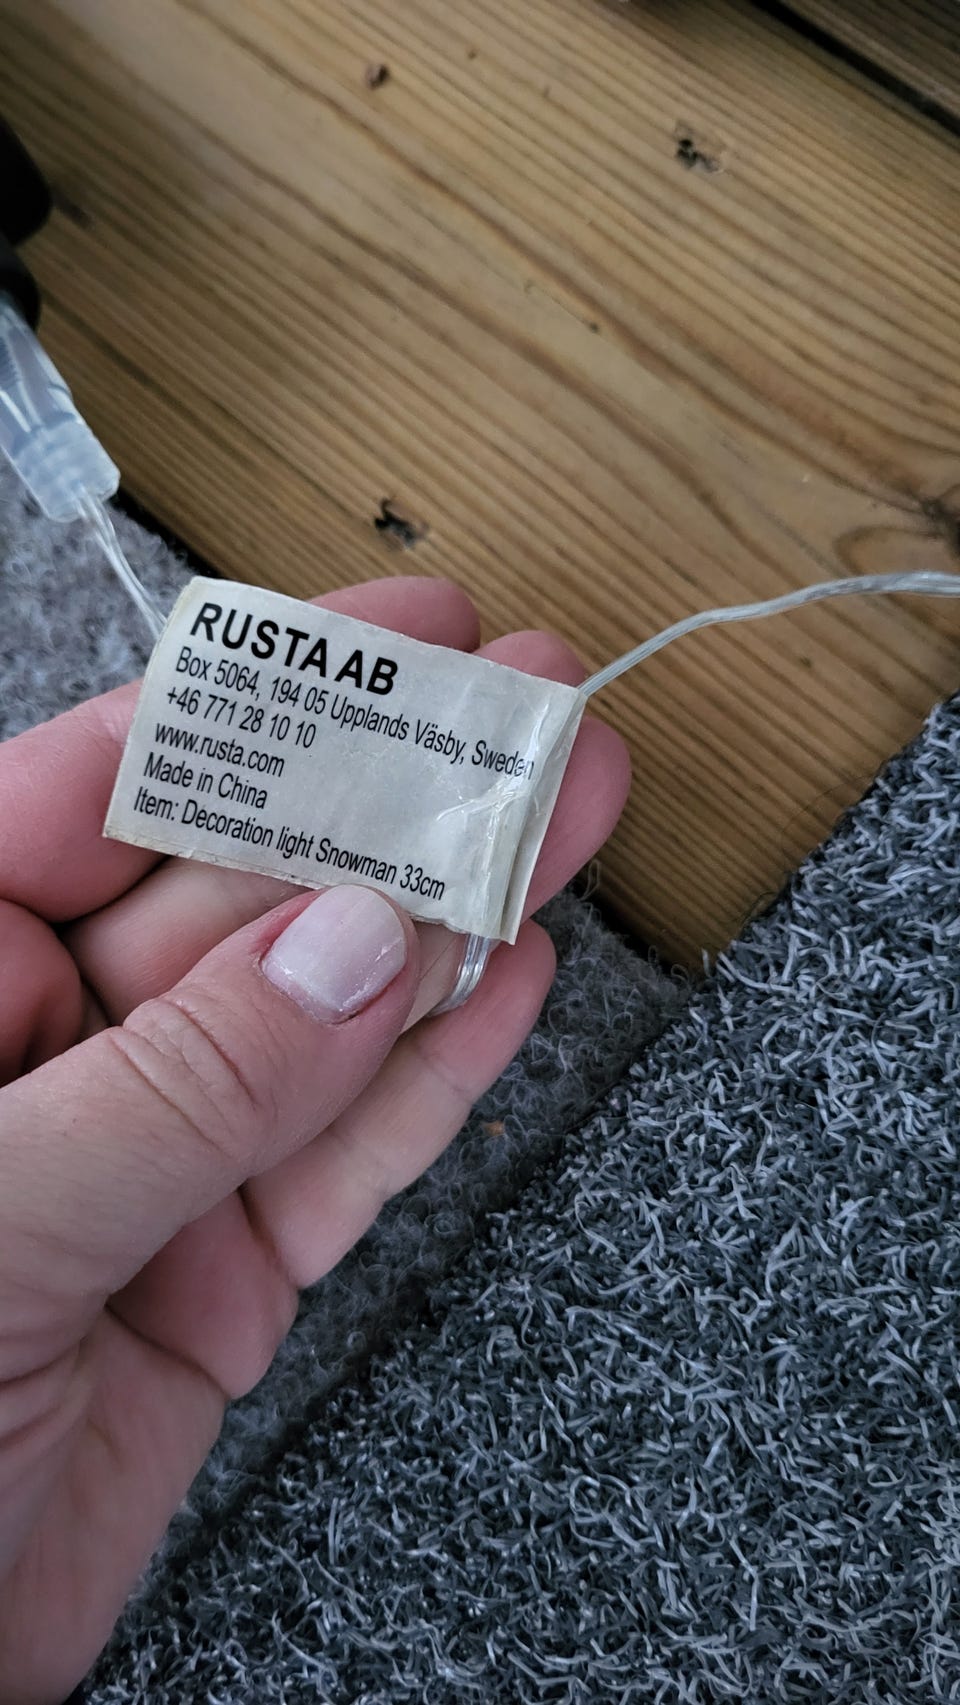 RUSTA AB
Box 5064, 194 05 Upplands Väsby, Sweden
+46 771 28 10 10
www.rusta.com
Made in China
Item: Decoration light Snowman 33cm